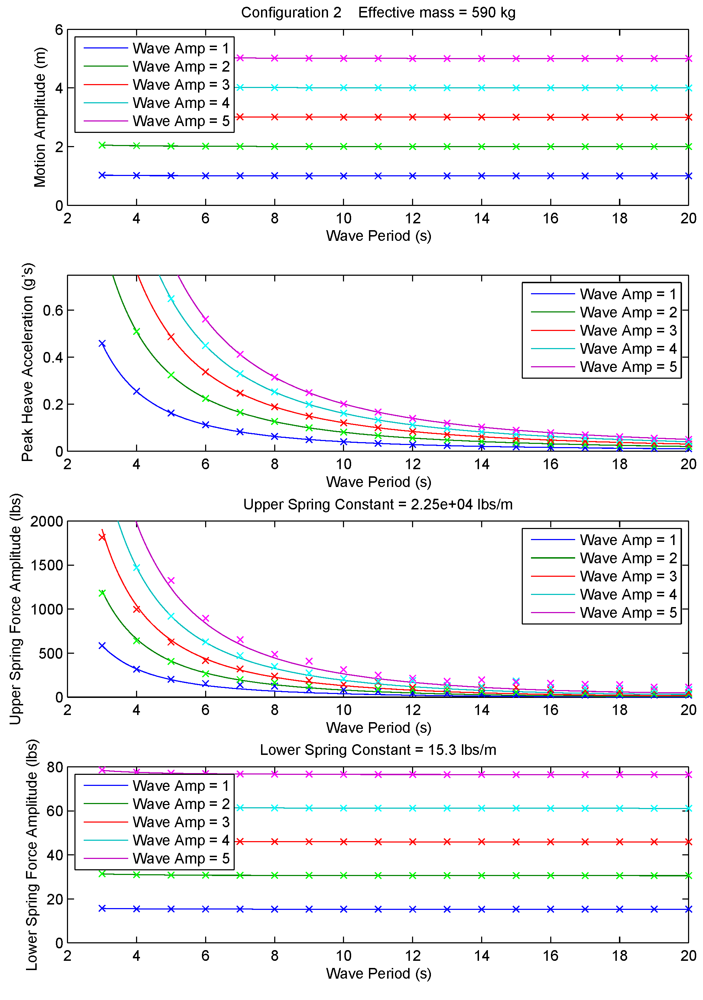 Configuration 2    Effective mass = 590 kg
Motion Amplitude (m)
6
4
2
0
Wave Amp = 1
Wave Amp = 2
Wave Amp = 3
Wave Amp = 4
Wave Amp = 5
2 4 6 8 10 12 14 16 18 20
Wave Period (s)
Peak Heave Acceleration (g's)
0.6
0.4
0.2
0
Wave Amp = 1
Wave Amp = 2
Wave Amp = 3
Wave Amp = 4
Wave Amp = 5
2 4 6 8 10 12 14 16 18 20
Wave Period (s)
Upper Spring Constant = 2.25e+04 lbs/m
Upper Spring Force Amplitude (lbs)
2000
1500
1000
500
0
Wave Amp = 1
Wave Amp = 2
Wave Amp = 3
Wave Amp = 4
Wave Amp = 5
2 4 6 8 10 12 14 16 18 20
Wave Period (s)
Lower Spring Constant = 15.3 lbs/m
Lower Spring Force Amplitude (lbs)
80
60
40
20
0
Wave Amp = 1
Wave Amp = 2
Wave Amp = 3
Wave Amp = 4
Wave Amp = 5
2 4 6 8 10 12 14 16 18 20
Wave Period (s)